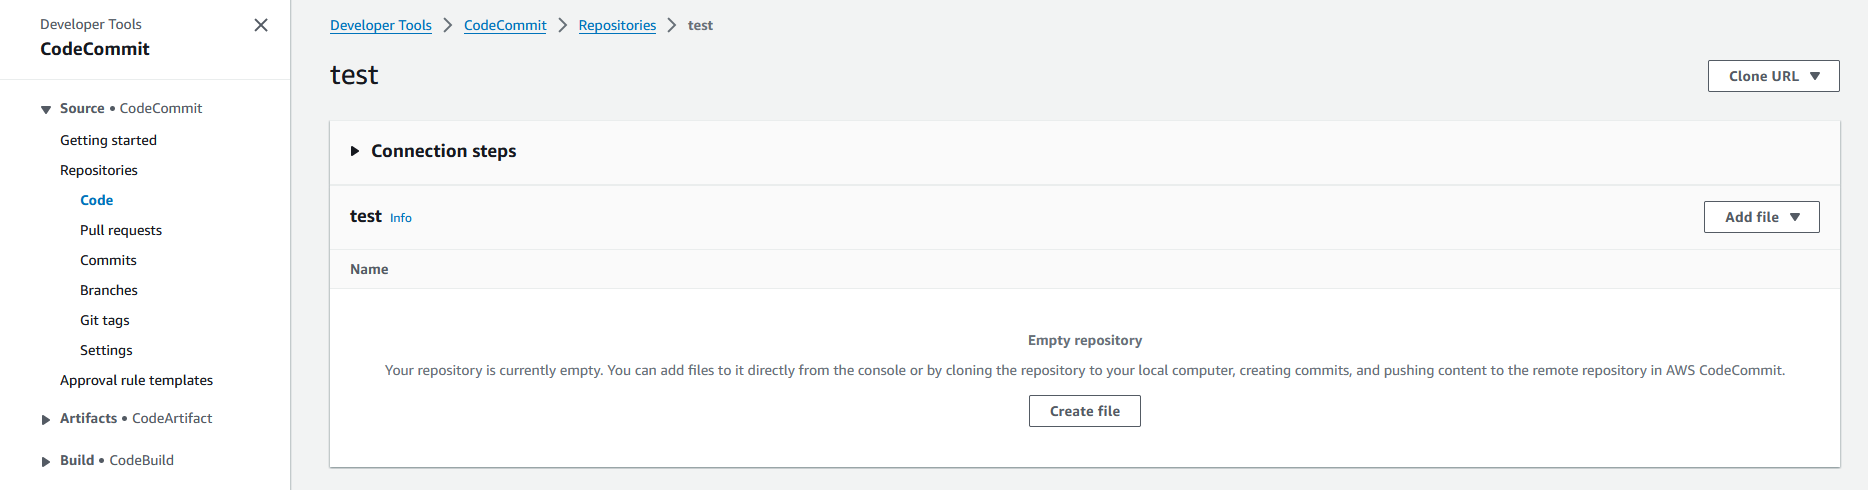 Developer Tools
CodeCommit
Source • CodeCommit
Getting started
Repositories
Code
Pull requests
Commits
Branches
Git tags
Settings
Approval rule templates
Artifacts • CodeArtifact
Build • CodeBuild
Developer Tools > CodeCommit > Repositories > test
test
Clone URL
Connection steps
test Info
Add file
Name
Empty repository
Your repository is currently empty. You can add files to it directly from the console or by cloning the repository to your local computer, creating commits, and pushing content to the remote repository in AWS CodeCommit.
Create file